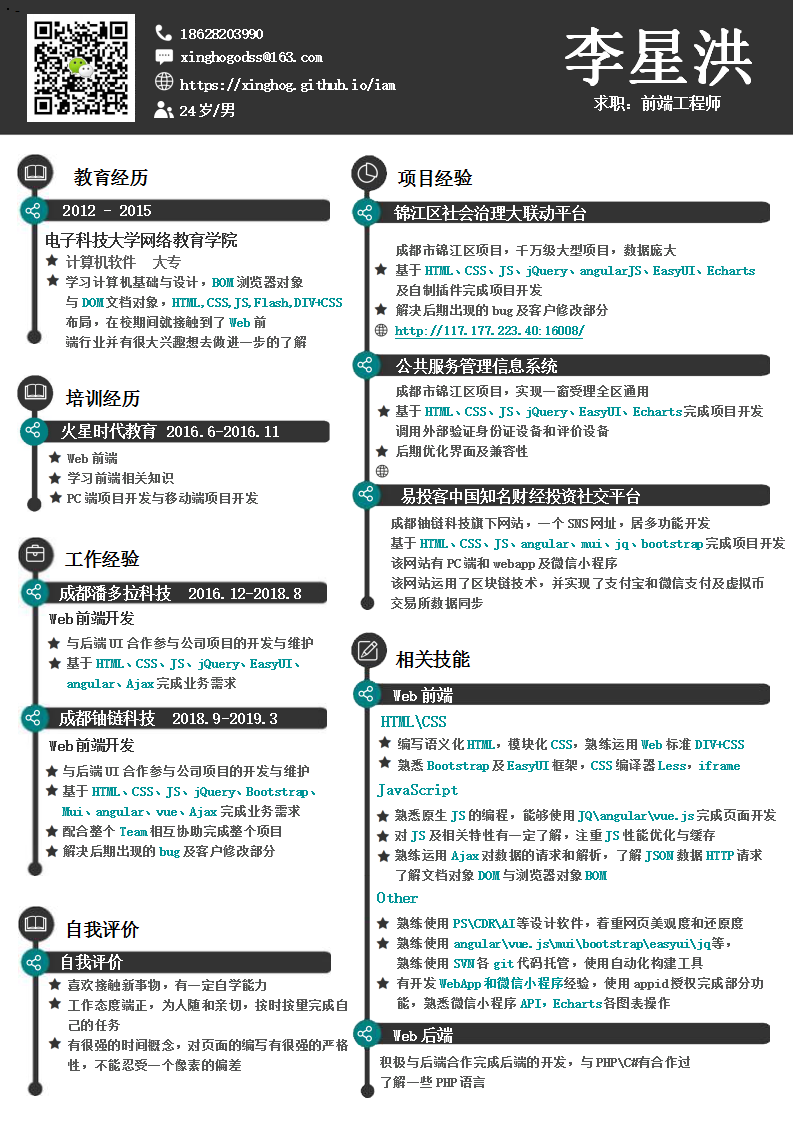 18628203990
xinghogodss@163.com
https://xinghog.github.io/iam
24岁/男
李星洪
求职：前端工程师
教育经历
2012 - 2015
电子科技大学网络教育学院
计算机软件 大专
学习计算机基础与设计，BOM浏览器对象
与DOM文档对象，HTML,CSS,JS,Flash,DIV+CSS
布局，在校期间就接触到了Web前
端行业并有很大兴趣想去做进一步的了解
培训经历
火星时代教育 2016.6-2016.11
Web前端
学习前端相关知识
PC端项目开发与移动端项目开发
工作经验
成都潘多拉科技 2016.12-2018.8
Web前端开发
与后端UI合作参与公司项目的开发与维护
基于HTML、CSS、JS、jQuery、EasyUI、
angular、Ajax完成业务需求
成都铀链科技 2018.9-2019.3
Web前端开发
与后端UI合作参与公司项目的开发与维护
基于HTML、CSS、JS、jQuery、Bootstrap、
Mui、angular、vue、Ajax完成业务需求
配合整个Team相互协助完成整个项目
解决后期出现的bug及客户修改部分
自我评价
自我评价
喜欢接触新事物，有一定自学能力
工作态度端正，为人随和亲切，按时按量完成自
己的任务
有很强的时间概念，对页面的编写有很强的严格
性，不能忍受一个像素的偏差
项目经验
锦江区社会治理大联动平台
成都市锦江区项目，千万级大型项目，数据庞大
基于HTML、CSS、JS、jQuery、angularJS、EasyUI、Echarts
及自制插件完成项目开发
解决后期出现的bug及客户修改部分
http://117.177.223.40:16008/
公共服务管理信息系统
成都市锦江区项目，实现一窗受理全区通用
基于HTML、CSS、JS、jQuery、EasyUI、Echarts完成项目开发
调用外部验证身份证设备和评价设备
后期优化界面及兼容性
易投客中国知名财经投资社交平台
成都铀链科技旗下网站，一个SNS网址，居多功能开发
基于HTML、CSS、JS、angular、mui、jq、bootstrap完成项目开发
该网站有PC端和webapp及微信小程序
该网站运用了区块链技术，并实现了支付宝和微信支付及虚拟币
交易所数据同步
相关技能
Web前端
HTML\CSS
编写语义化HTML，模块化CSS，熟练运用Web标准DIV+CSS
熟悉Bootstrap及EasyUI框架，CSS编译器Less，iframe
JavaScript
熟悉原生JS的编程，能够使用JQ\angular\vue.js完成页面开发
对JS及相关特性有一定了解，注重JS性能优化与缓存
熟练运用Ajax对数据的请求和解析，了解JSON数据HTTP请求
了解文档对象DOM与浏览器对象BOM
Other
熟练使用PS\CDR\AI等设计软件，着重网页美观度和还原度
熟练使用angular\vue.js\mui\bootstrap\easyui\jq等，
熟练使用SVN各git代码托管，使用自动化构建工具
有开发WebApp和微信小程序经验，使用appid授权完成部分功
能，熟悉微信小程序API，Echarts各图表操作
Web后端
积极与后端合作完成后端的开发，与PHP\C#有合作过
了解一些PHP语言